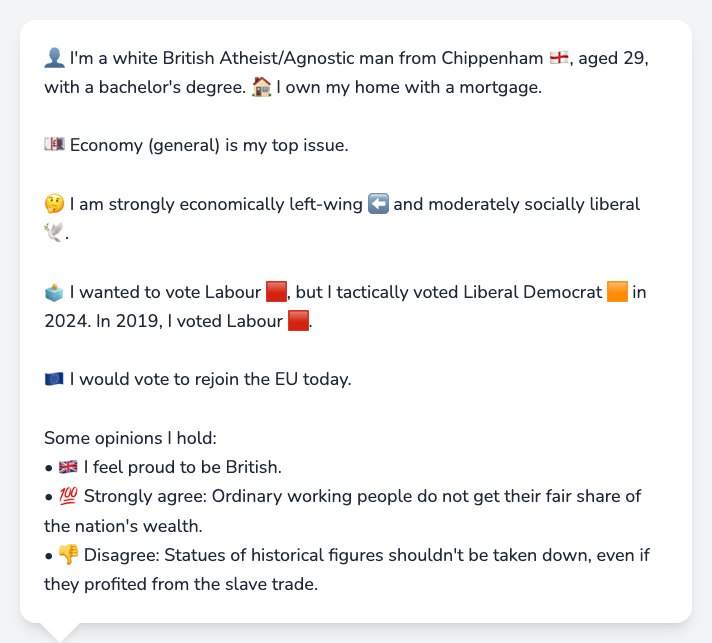 👤 I'm a white British Atheist/Agnostic man from Chippenham 🏴󠁧󠁢󠁥󠁮󠁧󠁿, aged 29,
with a bachelor's degree. 🏠 I own my home with a mortgage.
💷 Economy (general) is my top issue.
🤔 I am strongly economically left-wing ⬅️ and moderately socially liberal
🕊️.
🗳️ I wanted to vote Labour 🟥, but I tactically voted Liberal Democrat 🟧 in
2024. In 2019, I voted Labour 🟥.
🇪🇺 I would vote to rejoin the EU today.
Some opinions I hold:
• 🇬🇧 I feel proud to be British.
• 💯 Strongly agree: Ordinary working people do not get their fair share of
the nation's wealth.
• 👎 Disagree: Statues of historical figures shouldn't be taken down, even if
they profited from the slave trade.